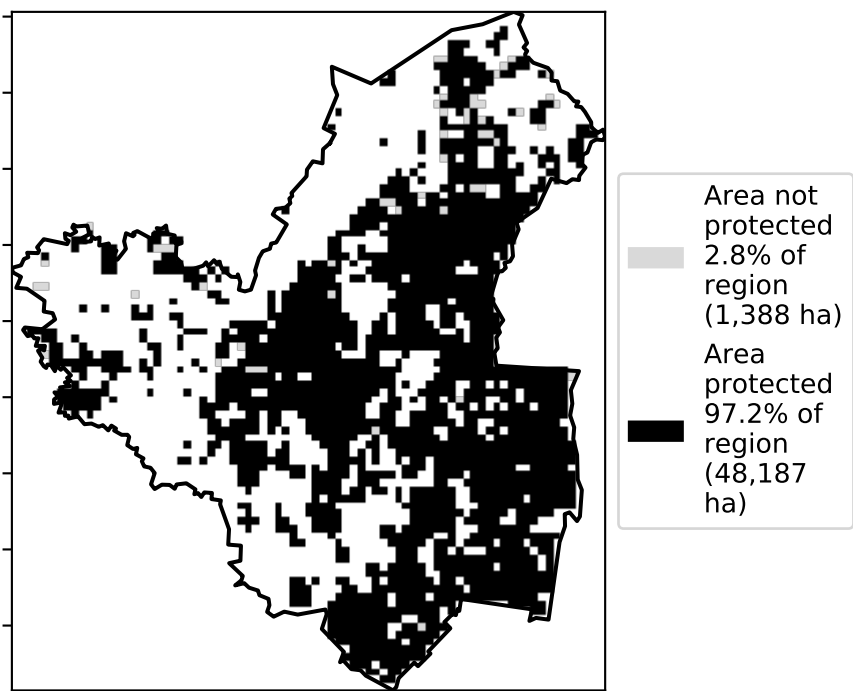 Area not
protected
2.8% of
region
(1,388 ha)
Area
protected
97.2% of
region
(48,187
ha)